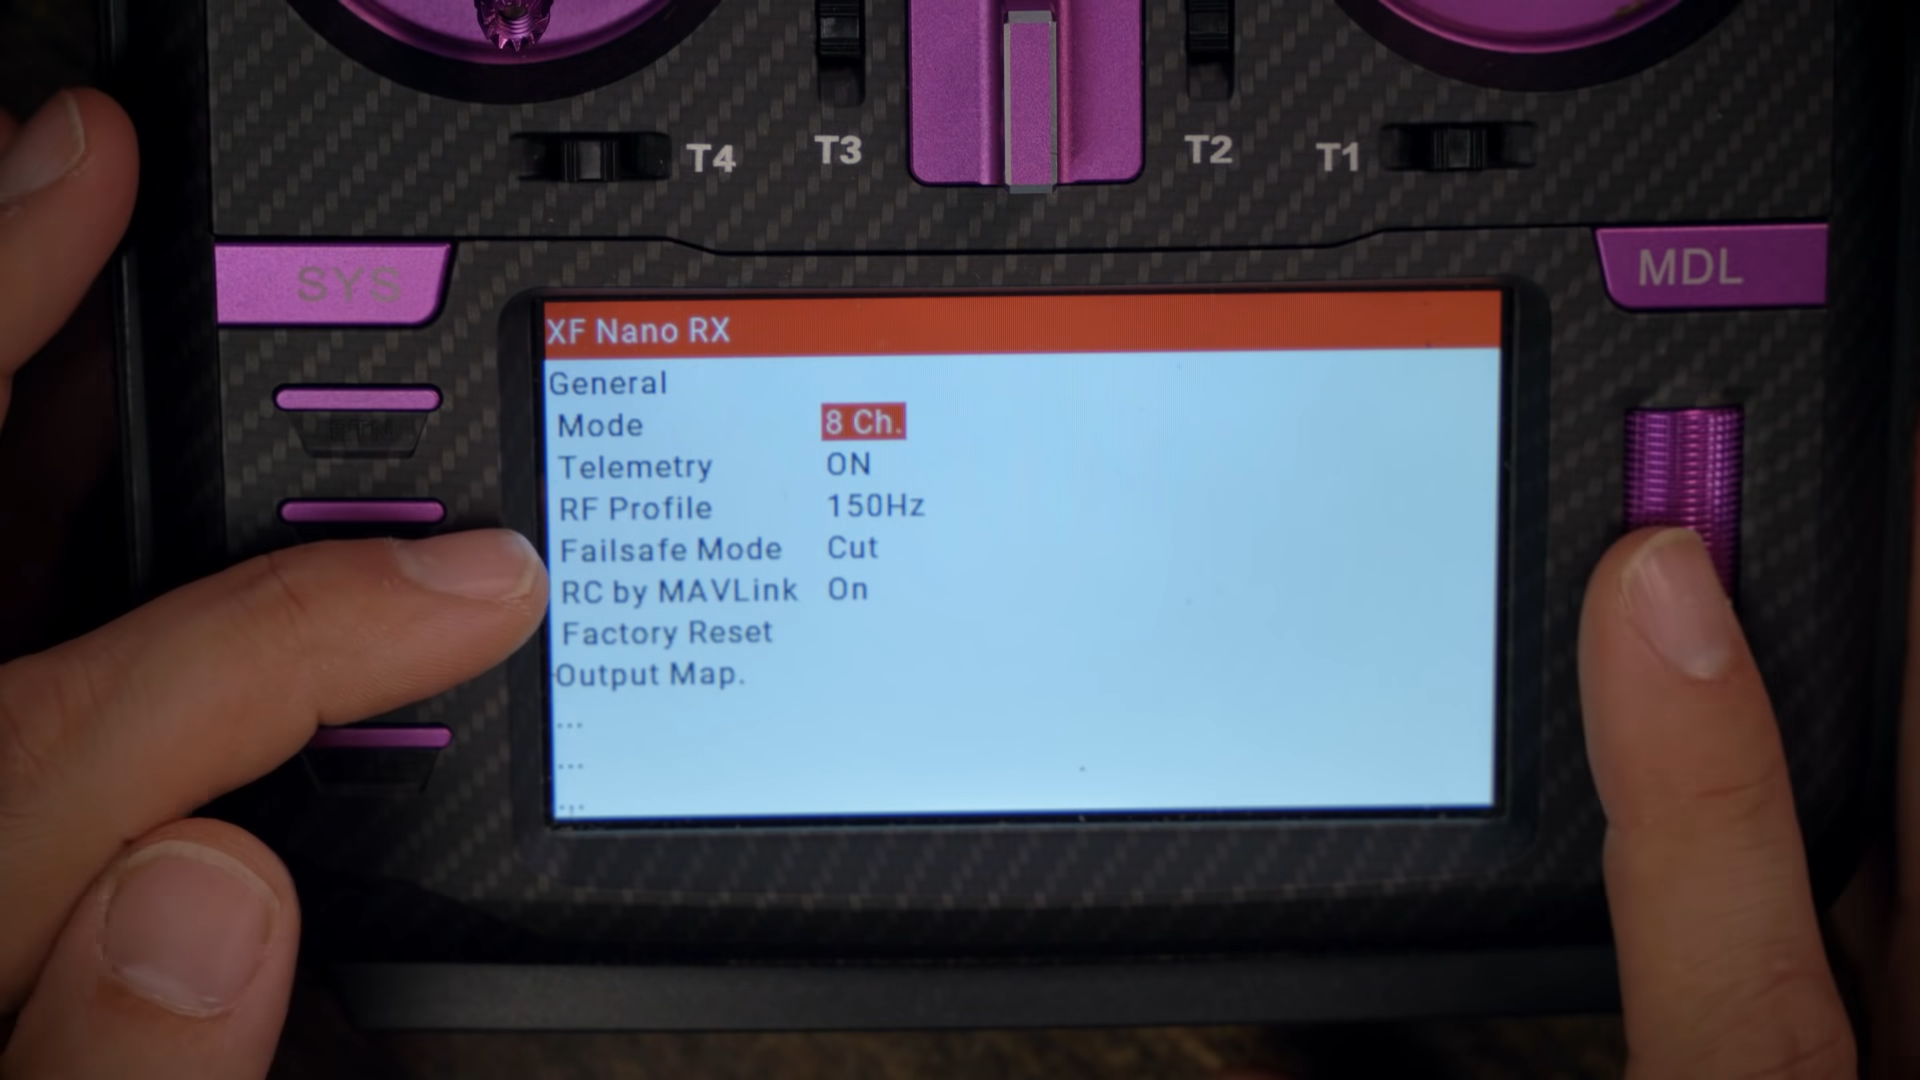 T4 T3 T2 T1
SYS
MDL
XF Nano RX
General
Mode 8 Ch.
Telemetry ON
RF Profile 150Hz
Failsafe Mode Cut
RC by MAVLink On
Factory Reset
Output Map.
...
...
...